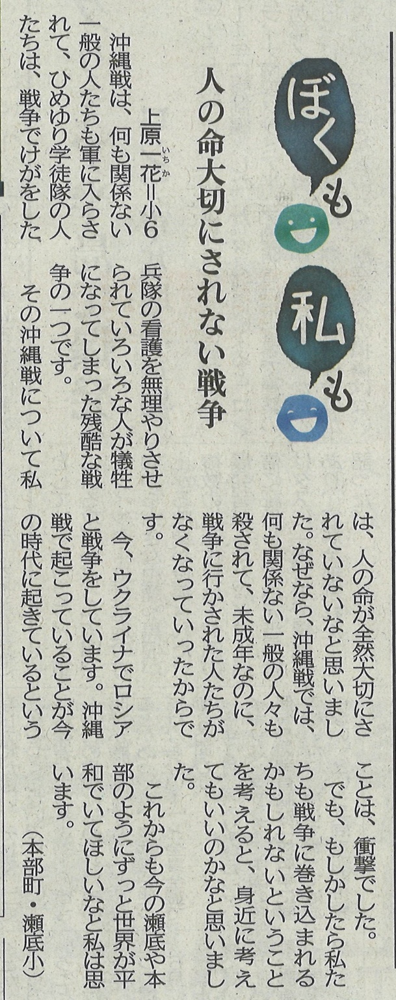 ぼくも私も
人の命大切にされない戦争
上原一花＝小6
いちか
沖縄戦は、何も関係ない
一般の人たちも軍に入らさ
れて、ひめゆり学徒隊の人
たちは、戦争でけがをした
兵隊の看護を無理やりさせ
られていろいろな人が犠牲
になってしまった残酷な戦
争の一つです。
その沖縄戦について私
は、人の命が全然大切にさ
れていないなと思いまし
た。なぜなら、沖縄戦では、
何も関係ない一般の人々も
殺されて、未成年なのに、
戦争に行かされた人たちが
なくなっていったからで
す。
今、ウクライナでロシア
と戦争をしています。沖縄
戦で起こっていることが今
の時代に起きているという
ことは、衝撃でした。
でも、もしかしたら私た
ちも戦争に巻き込まれる
かもしれないということ
を考えると、身近に考え
てもいいのかなと思いまし
た。
これからも今の瀬底や本
部のようにずっと世界が平
和でいてほしいなと私は思
います。
（本部町・瀬底小）